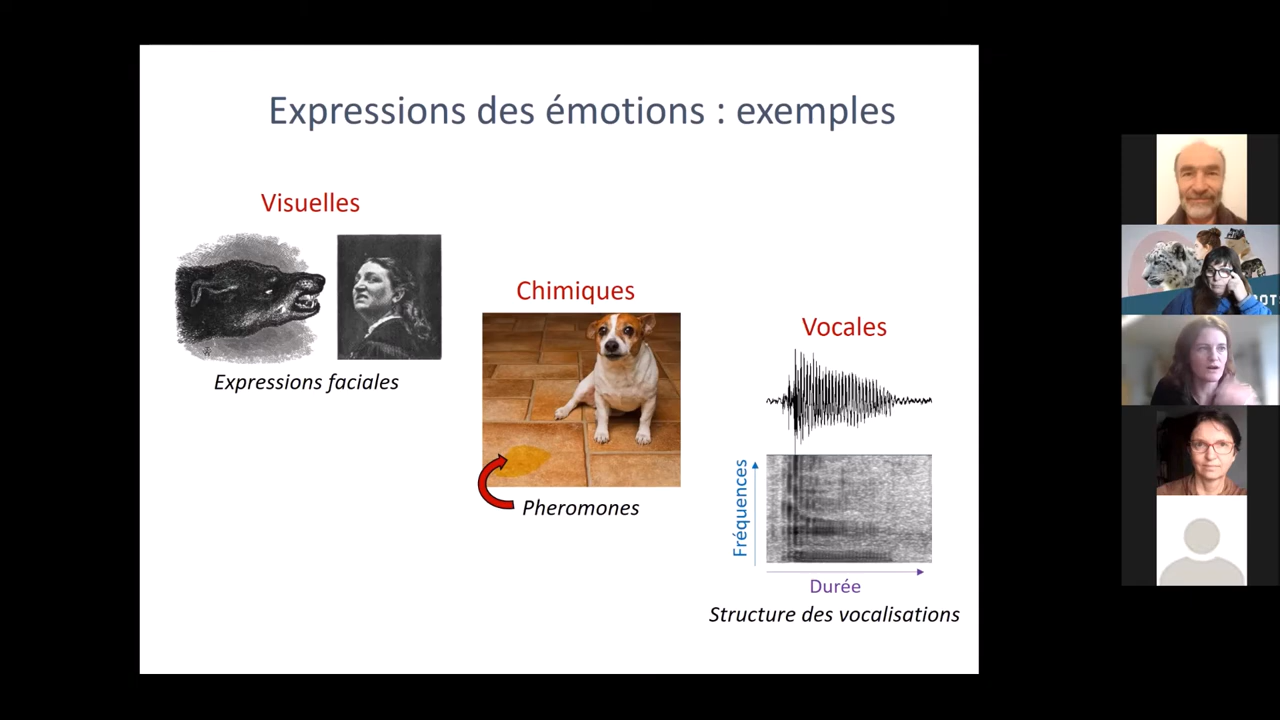 Expressions des émotions : exemples
Visuelles
Expressions faciales
Chimiques
Pheromones
Vocales
Fréquences
Durée
Structure des vocalisations